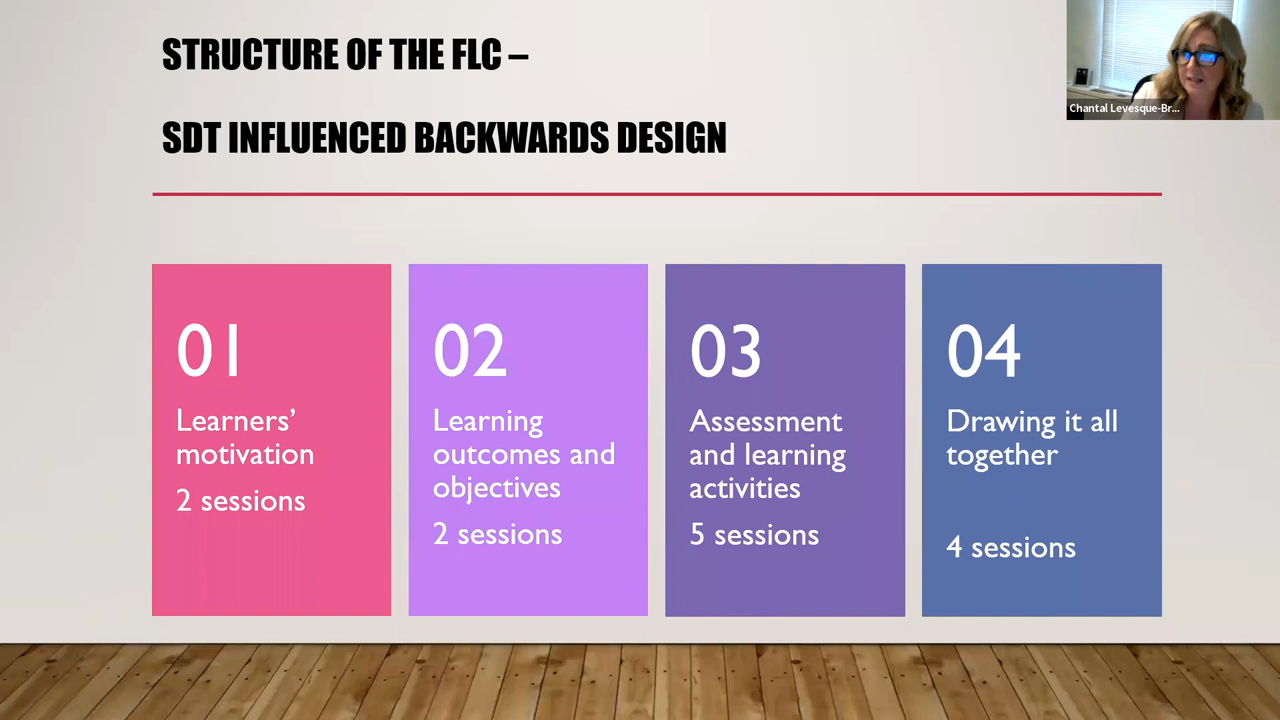 STRUCTURE OF THE FLC –
SDT INFLUENCED BACKWARDS DESIGN
Chantal Levesque-Br...
01
Learners’
motivation
2 sessions
02
Learning
outcomes and
objectives
2 sessions
03
Assessment
and learning
activities
5 sessions
04
Drawing it all
together
4 sessions